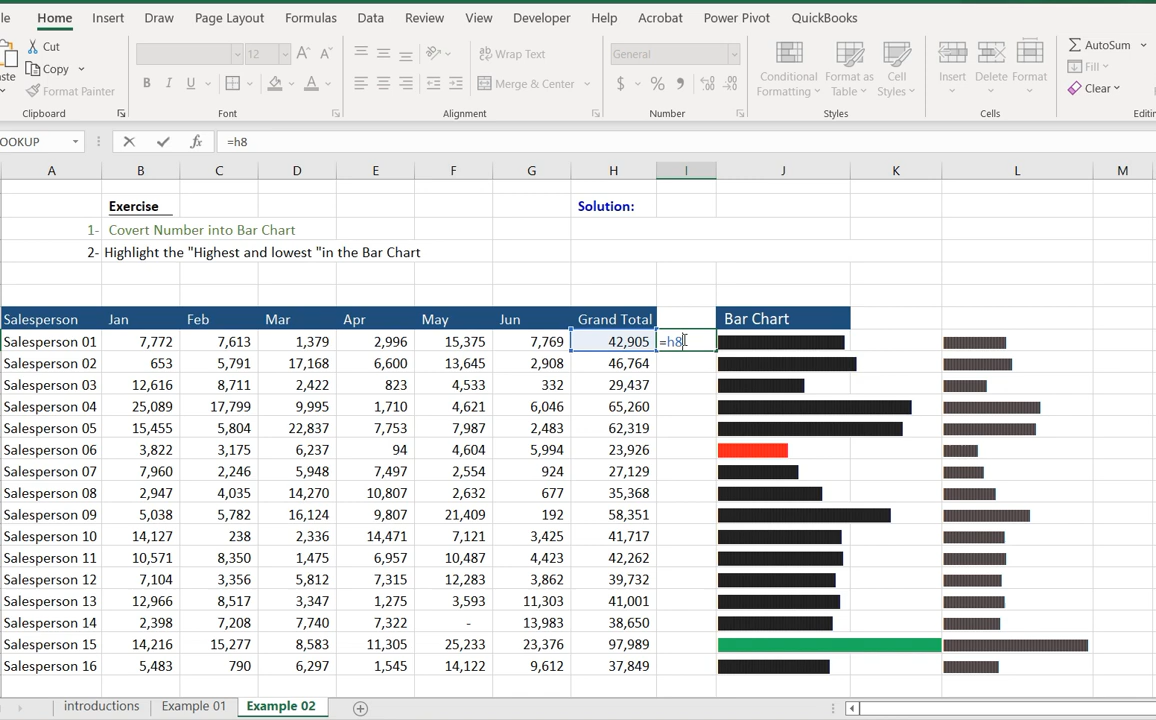 le Home Insert Draw Page Layout Formulas Data Review View Developer Help Acrobat Power Pivot QuickBooks
Cut 12 A A Wrap Text General AutoSum
aste Copy Conditional Format as Cell Insert Delete Format Fill
Format Painter B I U A Merge & Center $ % Formatting Table Styles Clear
Clipboard Font Alignment Number Styles Cells Editin
OOKUP fx =h8
A B C D E F G H I J K L M
Exercise Solution:
1- Covert Number into Bar Chart
2- Highlight the "Highest and lowest "in the Bar Chart
Salesperson Jan Feb Mar Apr May Jun Grand Total Bar Chart
Salesperson 01 7,772 7,613 1,379 2,996 15,375 7,769 42,905 =h8
Salesperson 02 653 5,791 17,168 6,600 13,645 2,908 46,764
Salesperson 03 12,616 8,711 2,422 823 4,533 332 29,437
Salesperson 04 25,089 17,799 9,995 1,710 4,621 6,046 65,260
Salesperson 05 15,455 5,804 22,837 7,753 7,987 2,483 62,319
Salesperson 06 3,822 3,175 6,237 94 4,604 5,994 23,926
Salesperson 07 7,960 2,246 5,948 7,497 2,554 924 27,129
Salesperson 08 2,947 4,035 14,270 10,807 2,632 677 35,368
Salesperson 09 5,038 5,782 16,124 9,807 21,409 192 58,351
Salesperson 10 14,127 238 2,336 14,471 7,121 3,425 41,717
Salesperson 11 10,571 8,350 1,475 6,957 10,487 4,423 42,262
Salesperson 12 7,104 3,356 5,812 7,315 12,283 3,862 39,732
Salesperson 13 12,966 8,517 3,347 1,275 3,593 11,303 41,001
Salesperson 14 2,398 7,208 7,740 7,322 - 13,983 38,650
Salesperson 15 14,216 15,277 8,583 11,305 25,233 23,376 97,989
Salesperson 16 5,483 790 6,297 1,545 14,122 9,612 37,849
introductions Example 01 Example 02